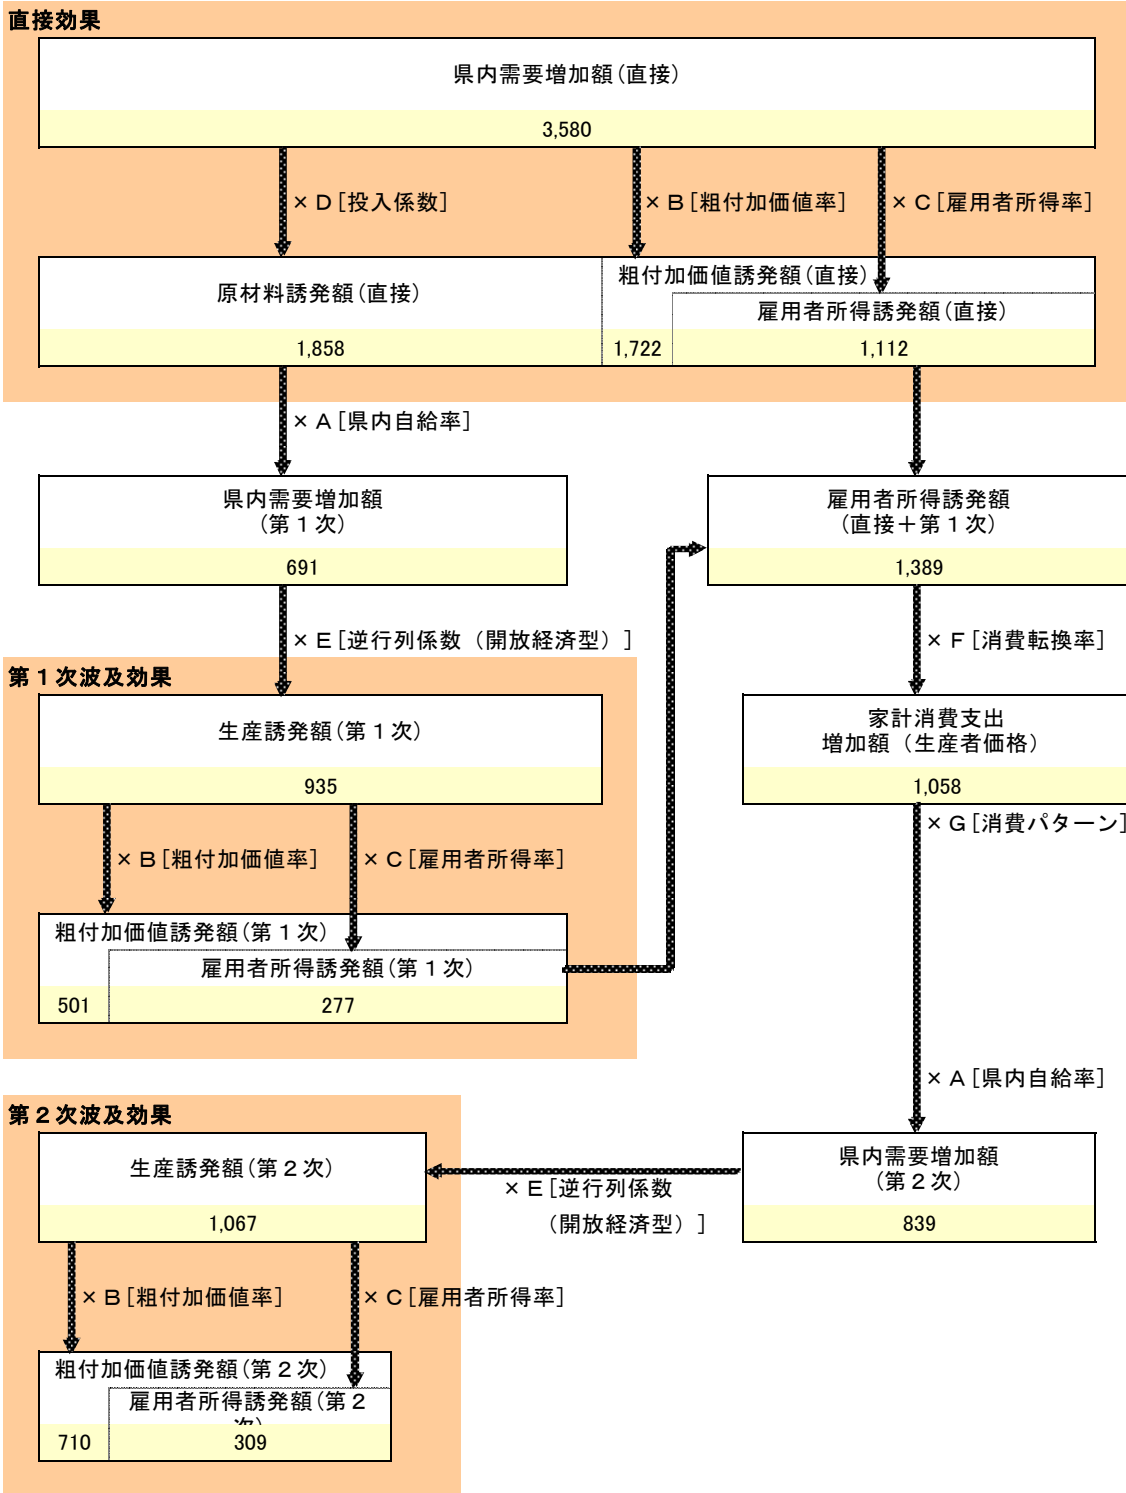 直接効果
県内需要増加額(直接)
3,580
×D[投入係数]
×B[粗付加価値率]
×C[雇用者所得率]
原材料誘発額(直接)
粗付加価値誘発額(直接)
雇用者所得誘発額(直接)
1,858
1,722
1,112
×A[県内自給率]
県内需要増加額
(第1次)
691
雇用者所得誘発額
(直接+第1次)
1,389
×E[逆行列係数(開放経済型)]
×F[消費転換率]
第1次波及効果
生産誘発額(第1次)
935
家計消費支出
増加額(生産者価格)
1,058
×G[消費パターン]
×B[粗付加価値率]
×C[雇用者所得率]
粗付加価値誘発額(第1次)
雇用者所得誘発額(第1次)
501
277
×A[県内自給率]
第2次波及効果
生産誘発額(第2次)
1,067
×E[逆行列係数
(開放経済型)]
県内需要増加額
(第2次)
839
×B[粗付加価値率]
×C[雇用者所得率]
粗付加価値誘発額(第2次)
雇用者所得誘発額(第2
次)
710
309